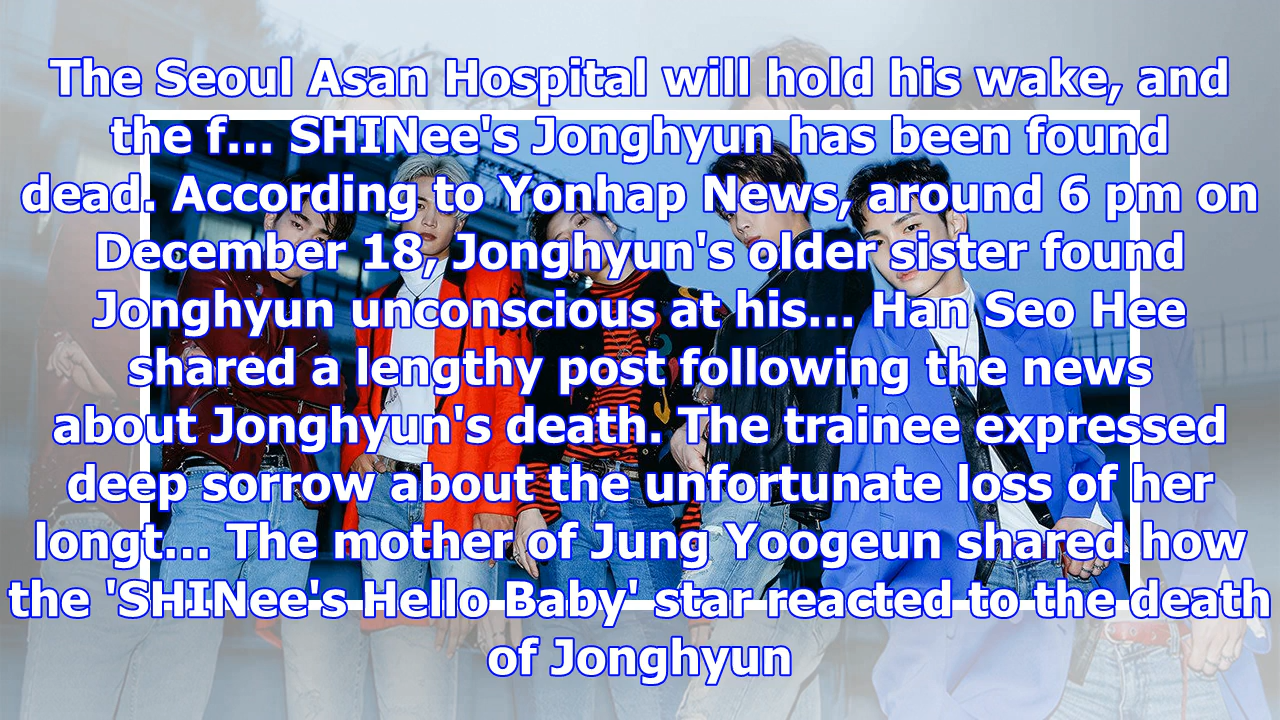 The Seoul Asan Hospital will hold his wake, and
the f... SHINee's Jonghyun has been found
dead. According to Yonhap News, around 6 pm on
December 18, Jonghyun's older sister found
Jonghyun unconscious at his... Han Seo Hee
shared a lengthy post following the news
about Jonghyun's death. The trainee expressed
deep sorrow about the unfortunate loss of her
longt... The mother of Jung Yoogeun shared how
the 'SHINee's Hello Baby' star reacted to the death
of Jonghyun